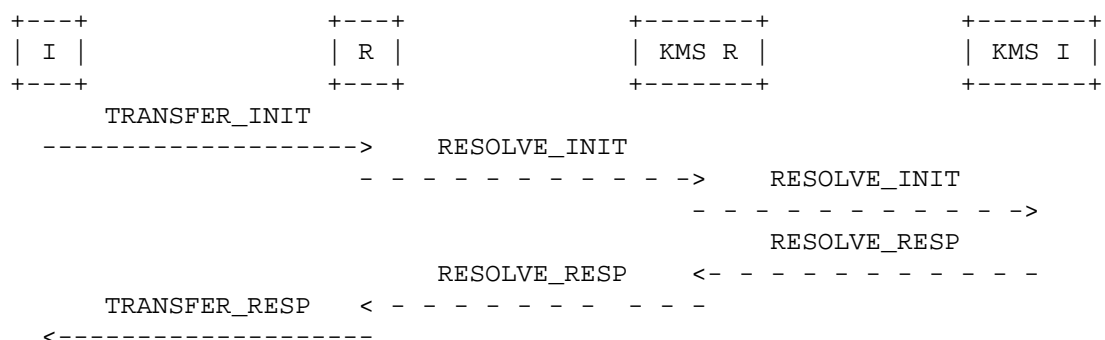 +---+                +---+               +-------+             +-------+
| I |                | R |               | KMS R |             | KMS I |
+---+                +---+               +-------+             +-------+
      TRANSFER_INIT
  -------------------->    RESOLVE_INIT
                      - - - - - - - - - - ->    RESOLVE_INIT
                                           - - - - - - - - - - ->
                                                RESOLVE_RESP
                           RESOLVE_RESP    <- - - - - - - - - - -
      TRANSFER_RESP   < - - - - - - -  - - -
  <--------------------